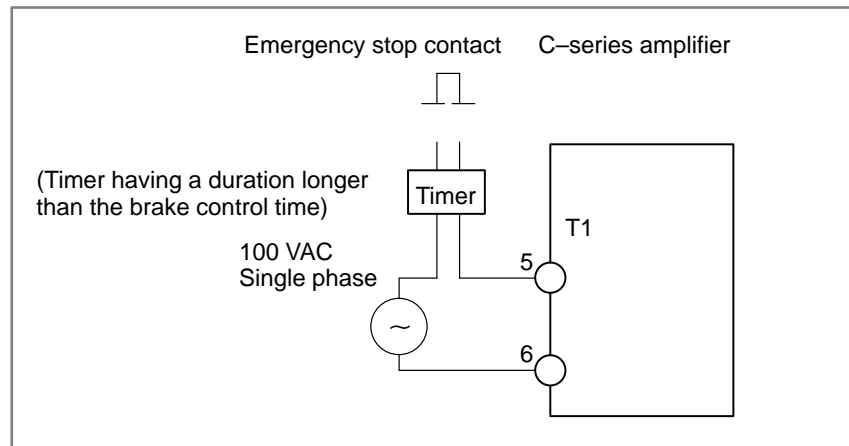 Emergency stop contact
C–series amplifier
(Timer having a duration longer
than the brake control time)
Timer
T1
100 VAC
Single phase
5
~
6